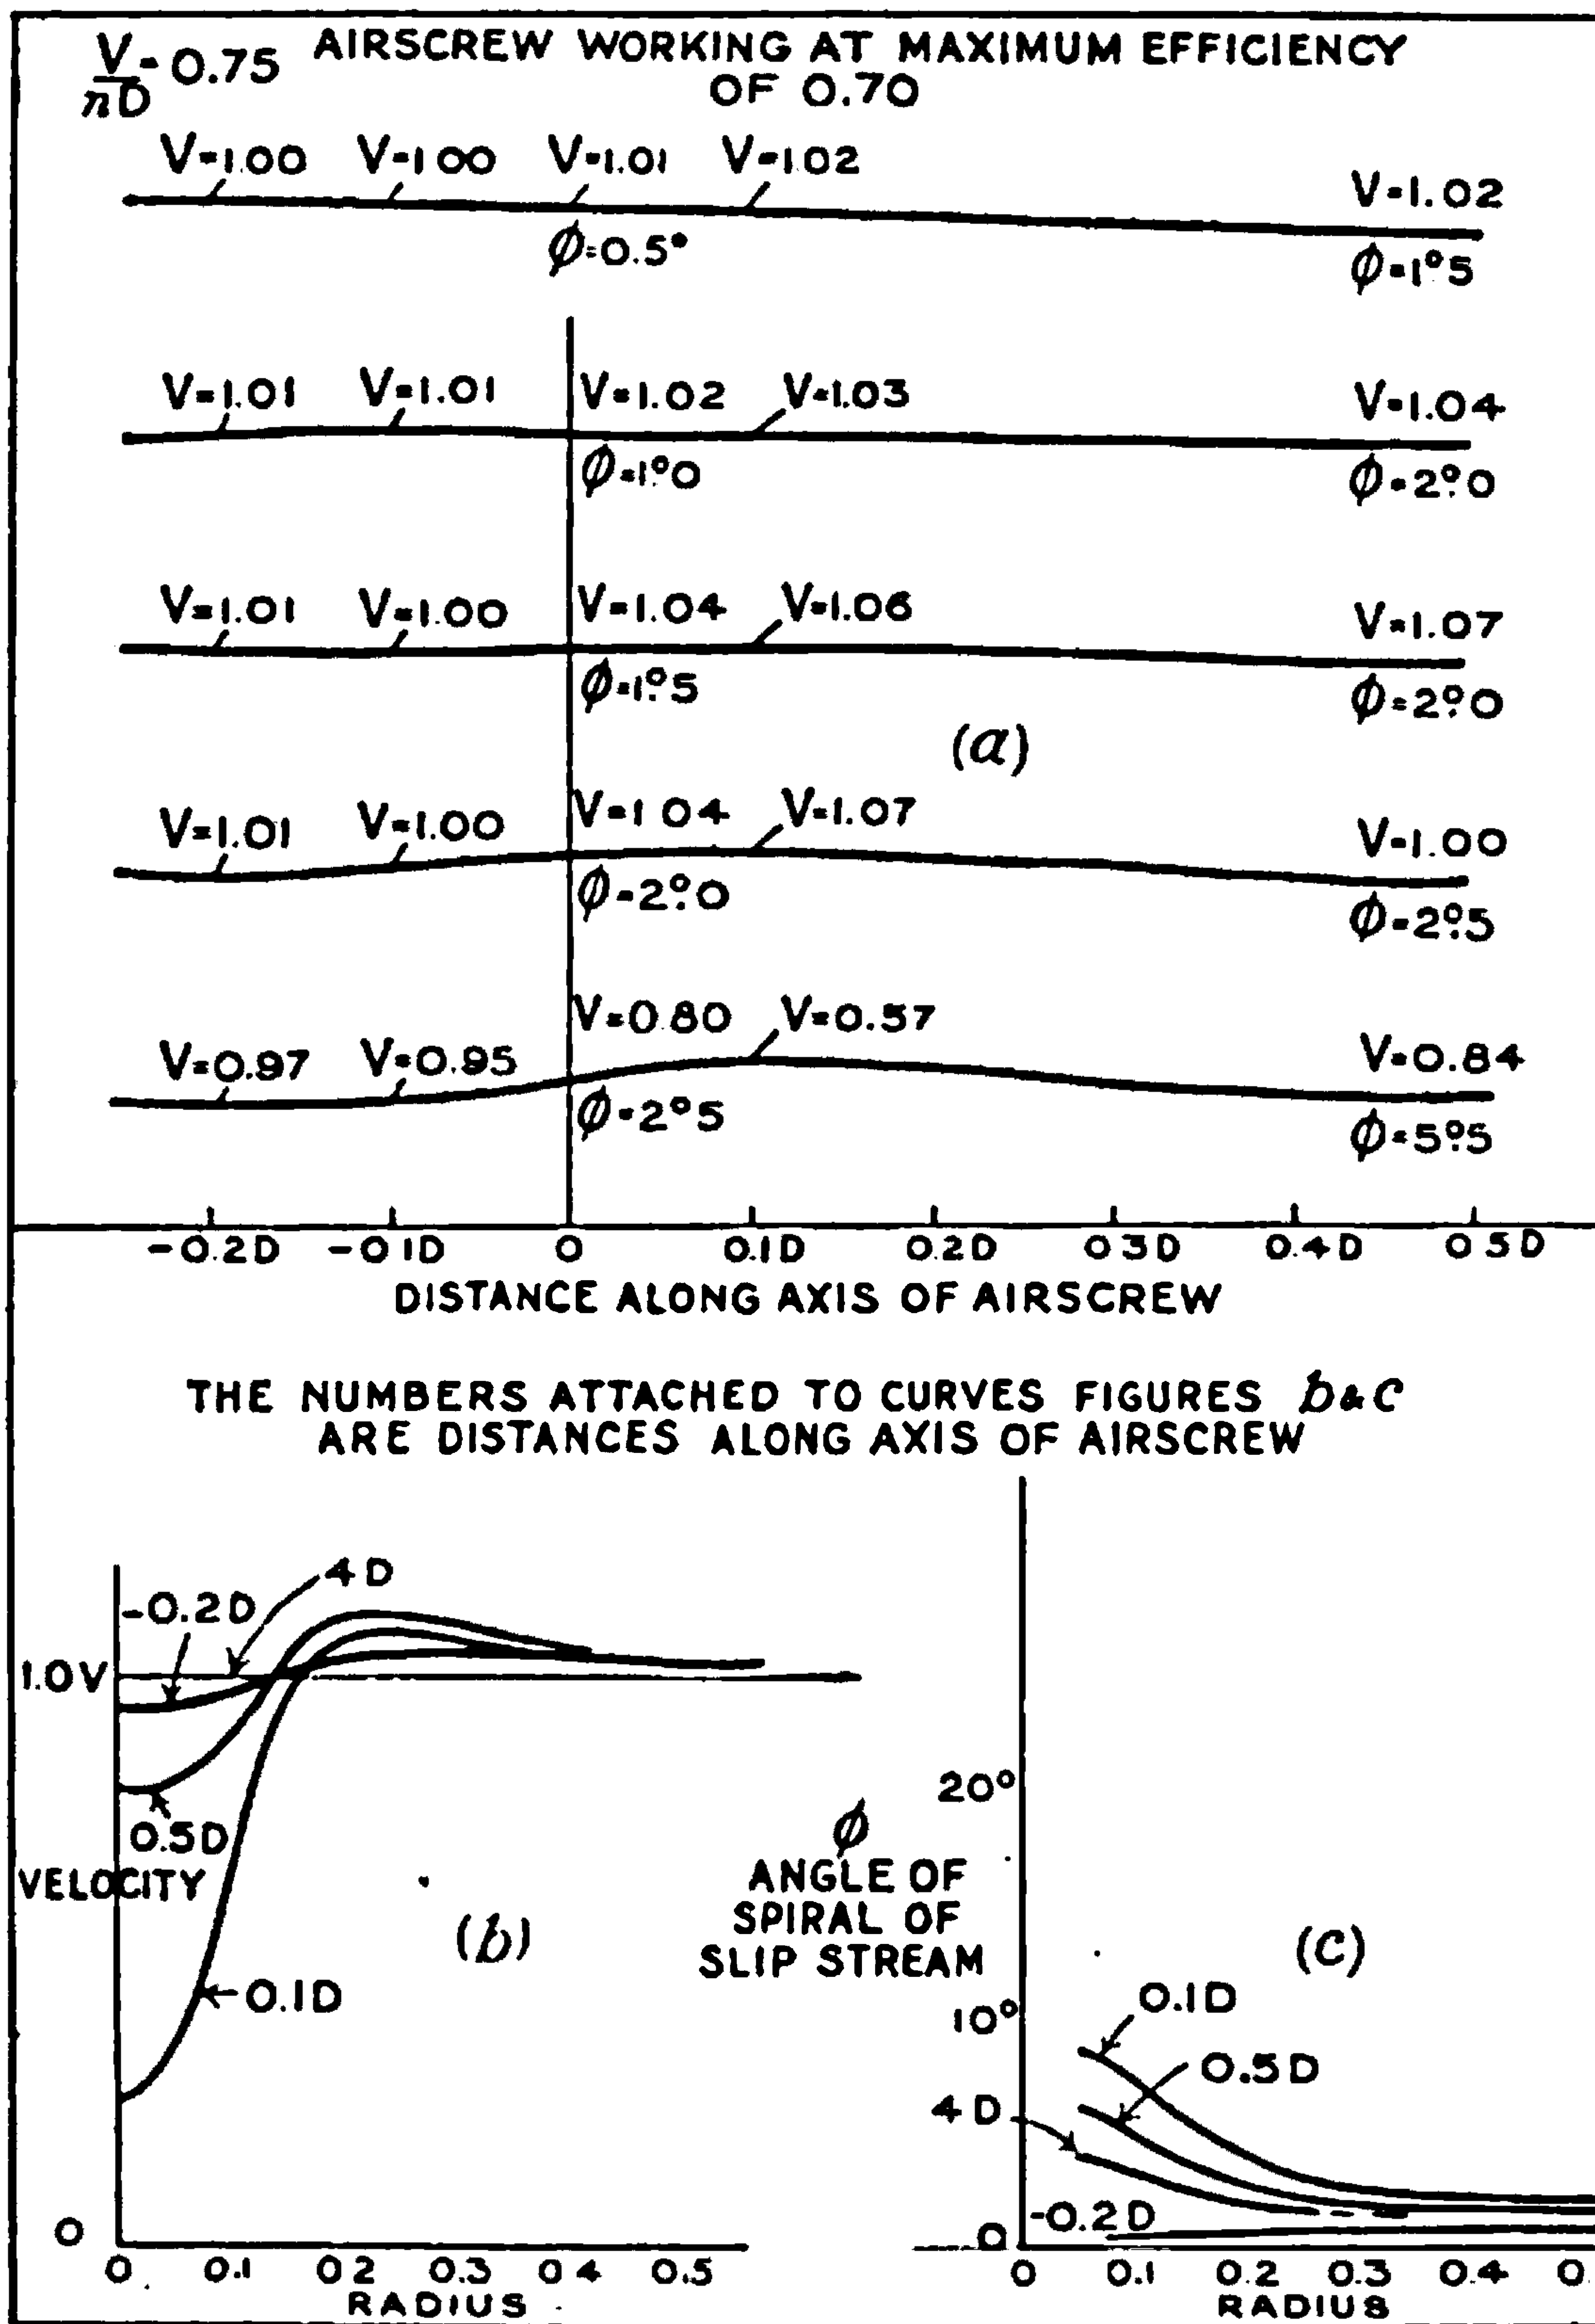 V/nD = 0.75 AIRSCREW WORKING AT MAXIMUM EFFICIENCY
OF 0.70
V=1.00 V=1 00 V=1.01 V=1.02 V=1.02
ϕ=0.5° ϕ=1°5
V=1.01 V=1.01 V=1.02 V=1.03 V=1.04
ϕ=1°.0 ϕ=2°.0
V=1.01 V=1.00 V=1.04 V=1.06 V=1.07
ϕ=1°.5 ϕ=2°.0
(a)
V=1.01 V=1.00 V=1 04 V=1.07 V=1.00
ϕ=2°.0 ϕ=2°.5
V=0.97 V=0.95 V=0.80 V=0.57 V=0.84
ϕ=2°5 ϕ=5°.5
-0.2D -0 1D 0 0.1D 0.2D 0 3D 0.4D 0 5D
DISTANCE ALONG AXIS OF AIRSCREW
THE NUMBERS ATTACHED TO CURVES FIGURES b&c
ARE DISTANCES ALONG AXIS OF AIRSCREW
4D
-0.2D
1.0V
0.5D
VELOCITY
(b)
0.1D
0
0 0.1 0 2 0.3 0 4 0.5
RADIUS
20°
ϕ
ANGLE OF
SPIRAL OF
SLIP STREAM
(c)
10°
0.1D
0.5D
4D
-0.2D
0
0 0.1 0.2 0.3 0.4 0.
RADIUS